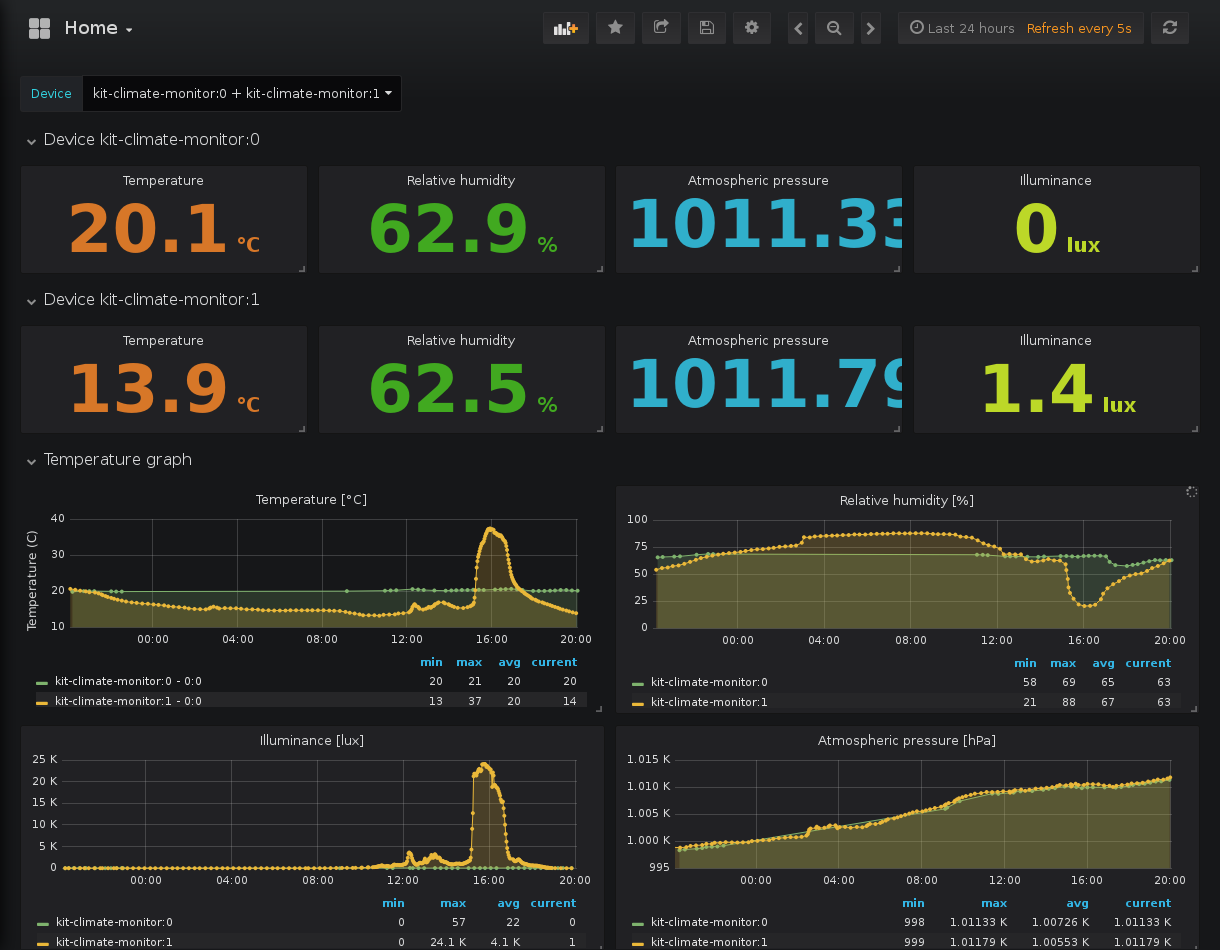 Home
Last 24 hours Refresh every 5s
Device kit-climate-monitor:0 + kit-climate-monitor:1
Device kit-climate-monitor:0
Temperature Relative humidity Atmospheric pressure Illuminance
20.1 °C 62.9 % 1011.33 0 lux
Device kit-climate-monitor:1
Temperature Relative humidity Atmospheric pressure Illuminance
13.9 °C 62.5 % 1011.79 1.4 lux
Temperature graph
Temperature [°C]
Temperature (C)
40
30
20
10
00:00 04:00 08:00 12:00 16:00 20:00
min max avg current
kit-climate-monitor:0 - 0:0 20 21 20 20
kit-climate-monitor:1 - 0:0 13 37 20 14
Relative humidity [%]
100
75
50
25
0
00:00 04:00 08:00 12:00 16:00 20:00
min max avg current
kit-climate-monitor:0 58 69 65 63
kit-climate-monitor:1 21 88 67 63
Illuminance [lux]
25 K
20 K
15 K
10 K
5 K
0
00:00 04:00 08:00 12:00 16:00 20:00
min max avg current
kit-climate-monitor:0 0 57 22 0
kit-climate-monitor:1 0 24.1 K 4.1 K 1
Atmospheric pressure [hPa]
1.015 K
1.010 K
1.005 K
1.000 K
995
00:00 04:00 08:00 12:00 16:00 20:00
min max avg current
kit-climate-monitor:0 998 1.01133 K 1.00726 K 1.01133 K
kit-climate-monitor:1 999 1.01179 K 1.00553 K 1.01179 K